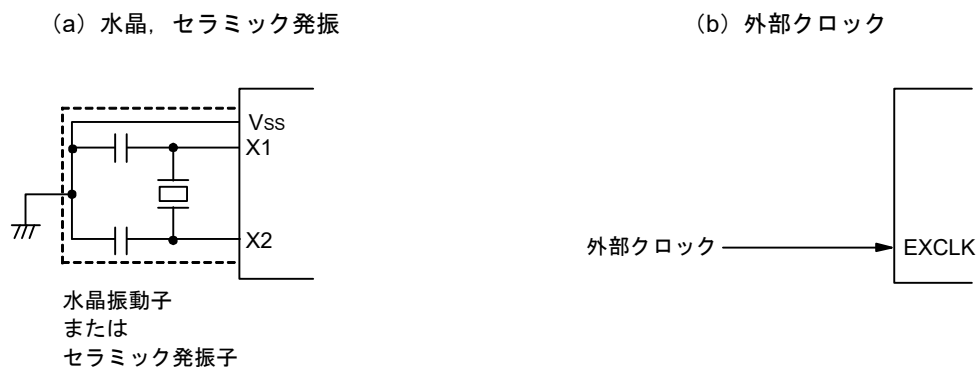 (a) 水晶，セラミック発振
VSS
X1
X2
水晶振動子
または
セラミック発振子
(b) 外部クロック
外部クロック
EXCLK